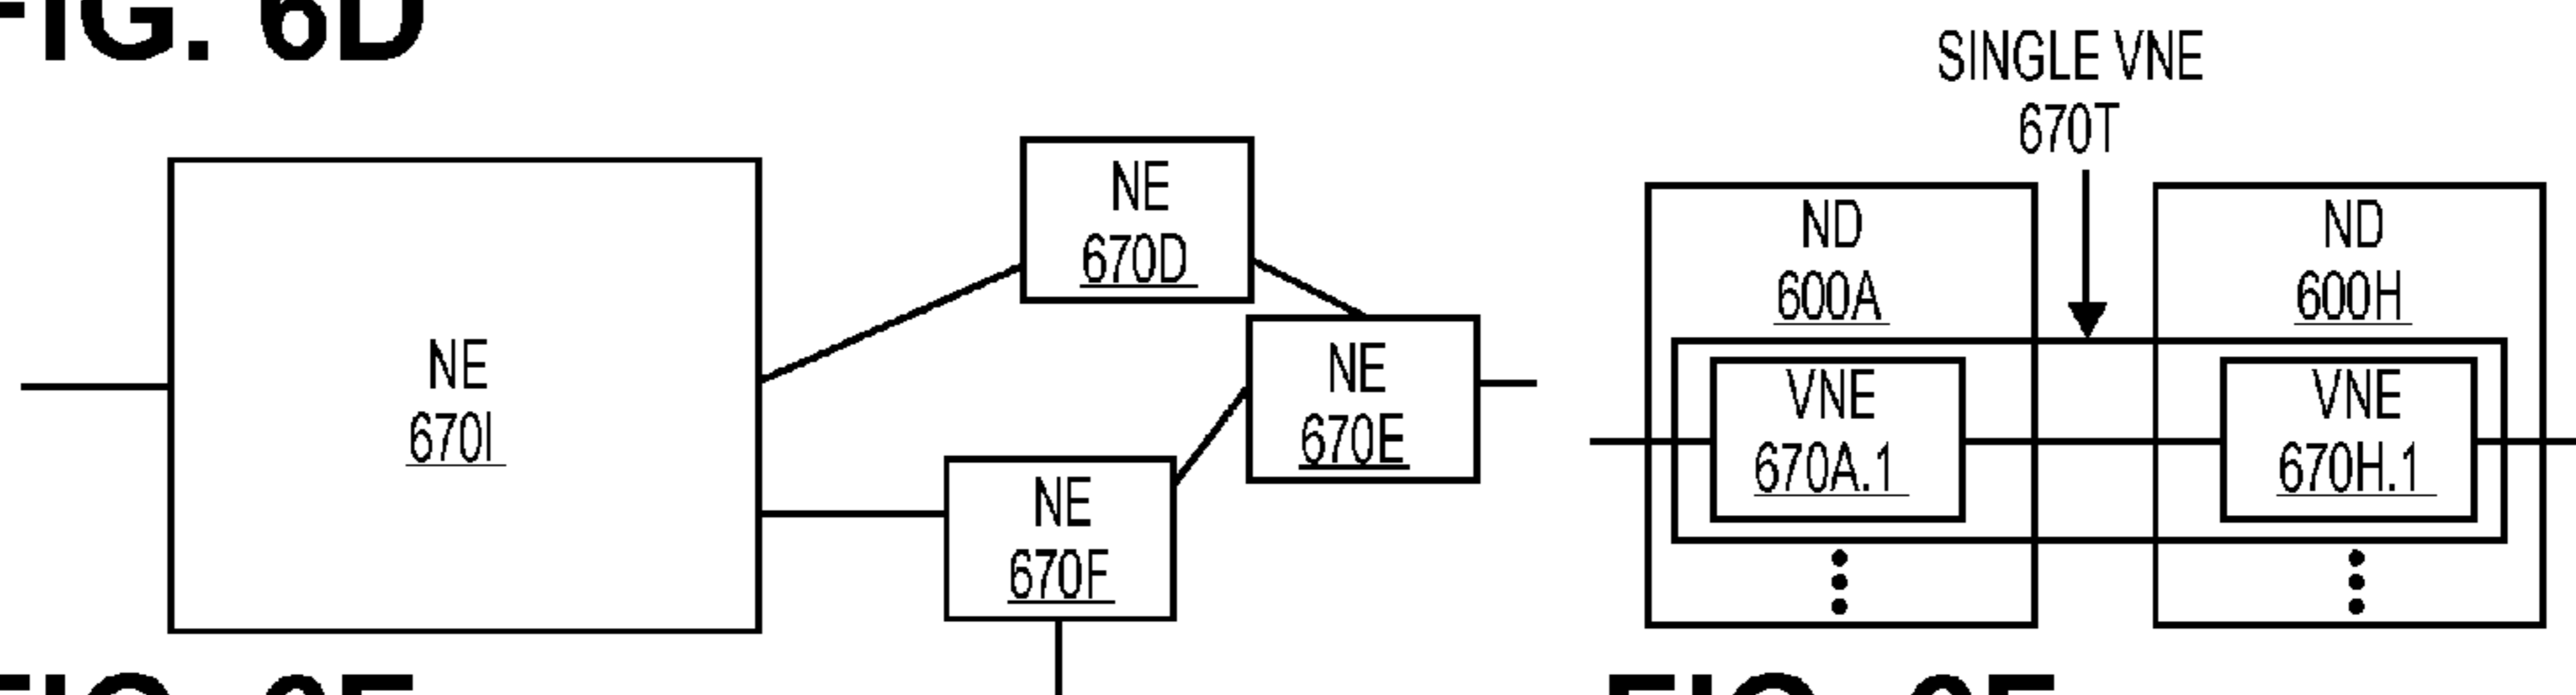 FIG. 6D
NE
670I
NE
670D
NE
670E
NE
670F
SINGLE VNE
670T
ND
600A
ND
600H
VNE
670A.1
VNE
670H.1